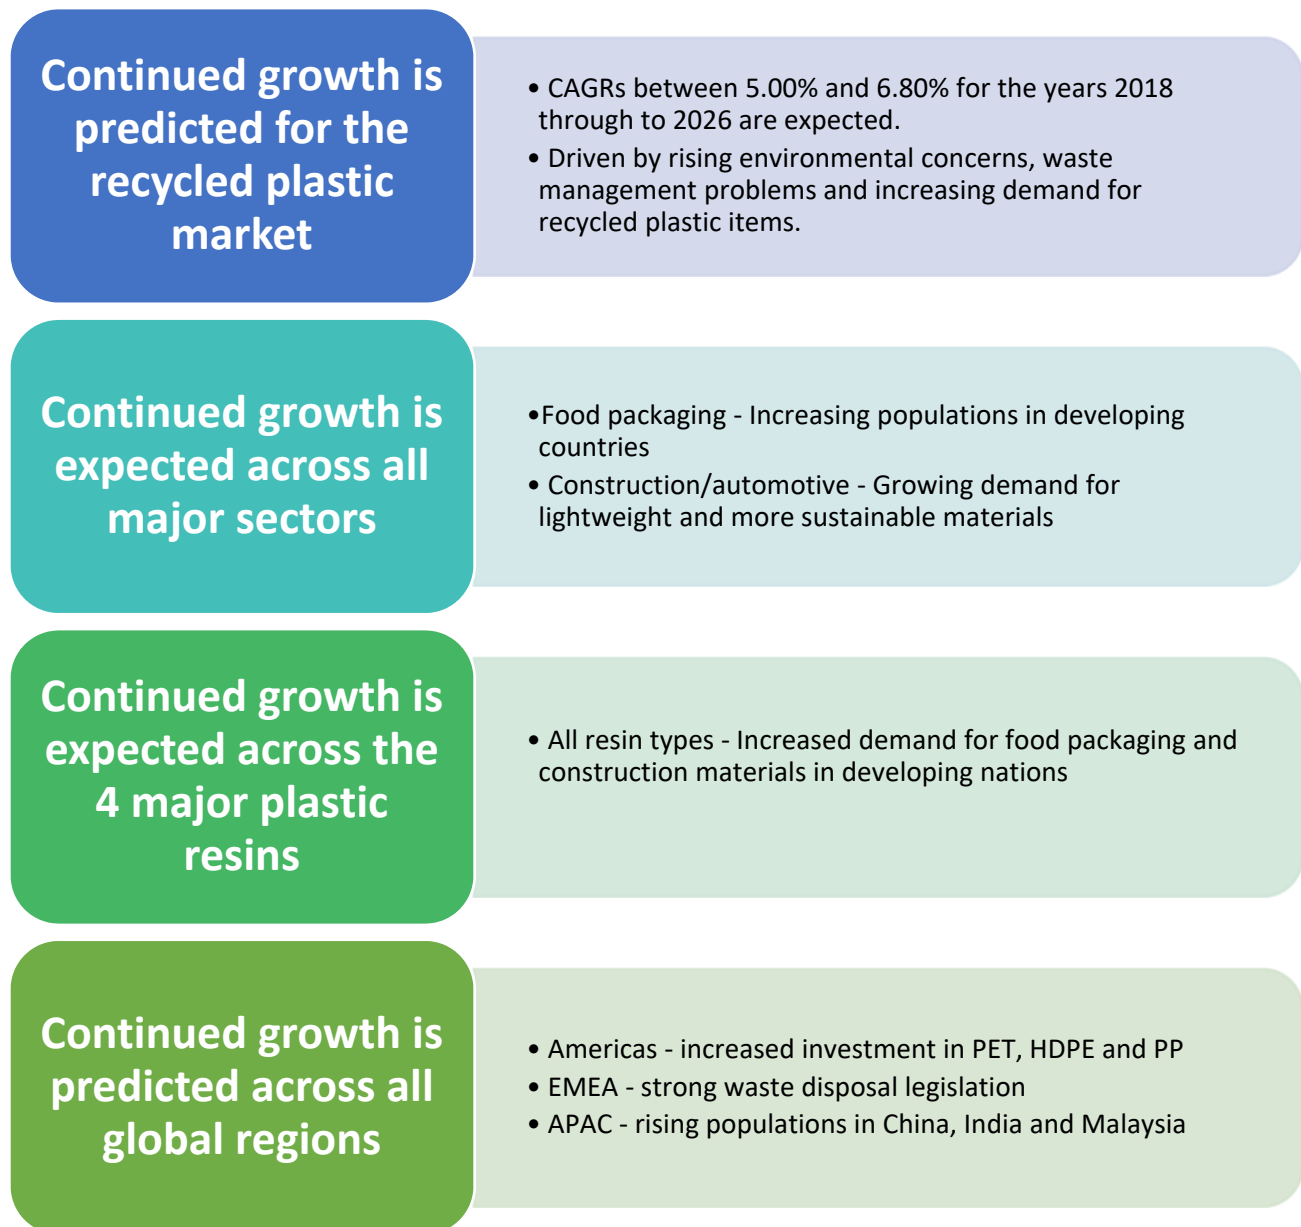 Continued growth is
predicted for the
recycled plastic
market
• CAGRs between 5.00% and 6.80% for the years 2018
through to 2026 are expected.
• Driven by rising environmental concerns, waste
management problems and increasing demand for
recycled plastic items.
Continued growth is
expected across all
major sectors
•Food packaging - Increasing populations in developing
countries
• Construction/automotive - Growing demand for
lightweight and more sustainable materials
Continued growth is
expected across the
4 major plastic
resins
• All resin types - Increased demand for food packaging and
construction materials in developing nations
Continued growth is
predicted across all
global regions
• Americas - increased investment in PET, HDPE and PP
• EMEA - strong waste disposal legislation
• APAC - rising populations in China, India and Malaysia